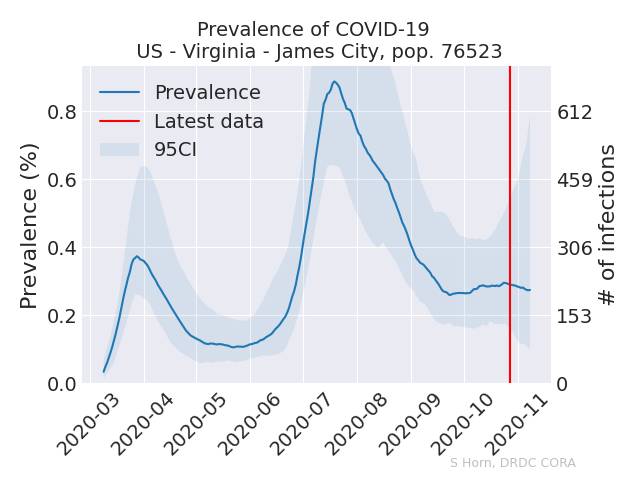 Prevalence of COVID-19
US - Virginia - James City, pop. 76523
Prevalence
Latest data
95CI
Prevalence (%)
0.8
0.6
0.4
0.2
0.0
612
459
306
153
0
# of infections
2020-03
2020-04
2020-05
2020-06
2020-07
2020-08
2020-09
2020-10
2020-11
S Horn, DRDC CORA